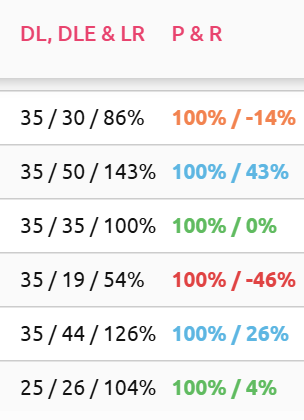 DL, DLE & LR P & R
35 / 30 / 86% 100% / -14%
35 / 50 / 143% 100% / 43%
35 / 35 / 100% 100% / 0%
35 / 19 / 54% 100% / -46%
35 / 44 / 126% 100% / 26%
25 / 26 / 104% 100% / 4%